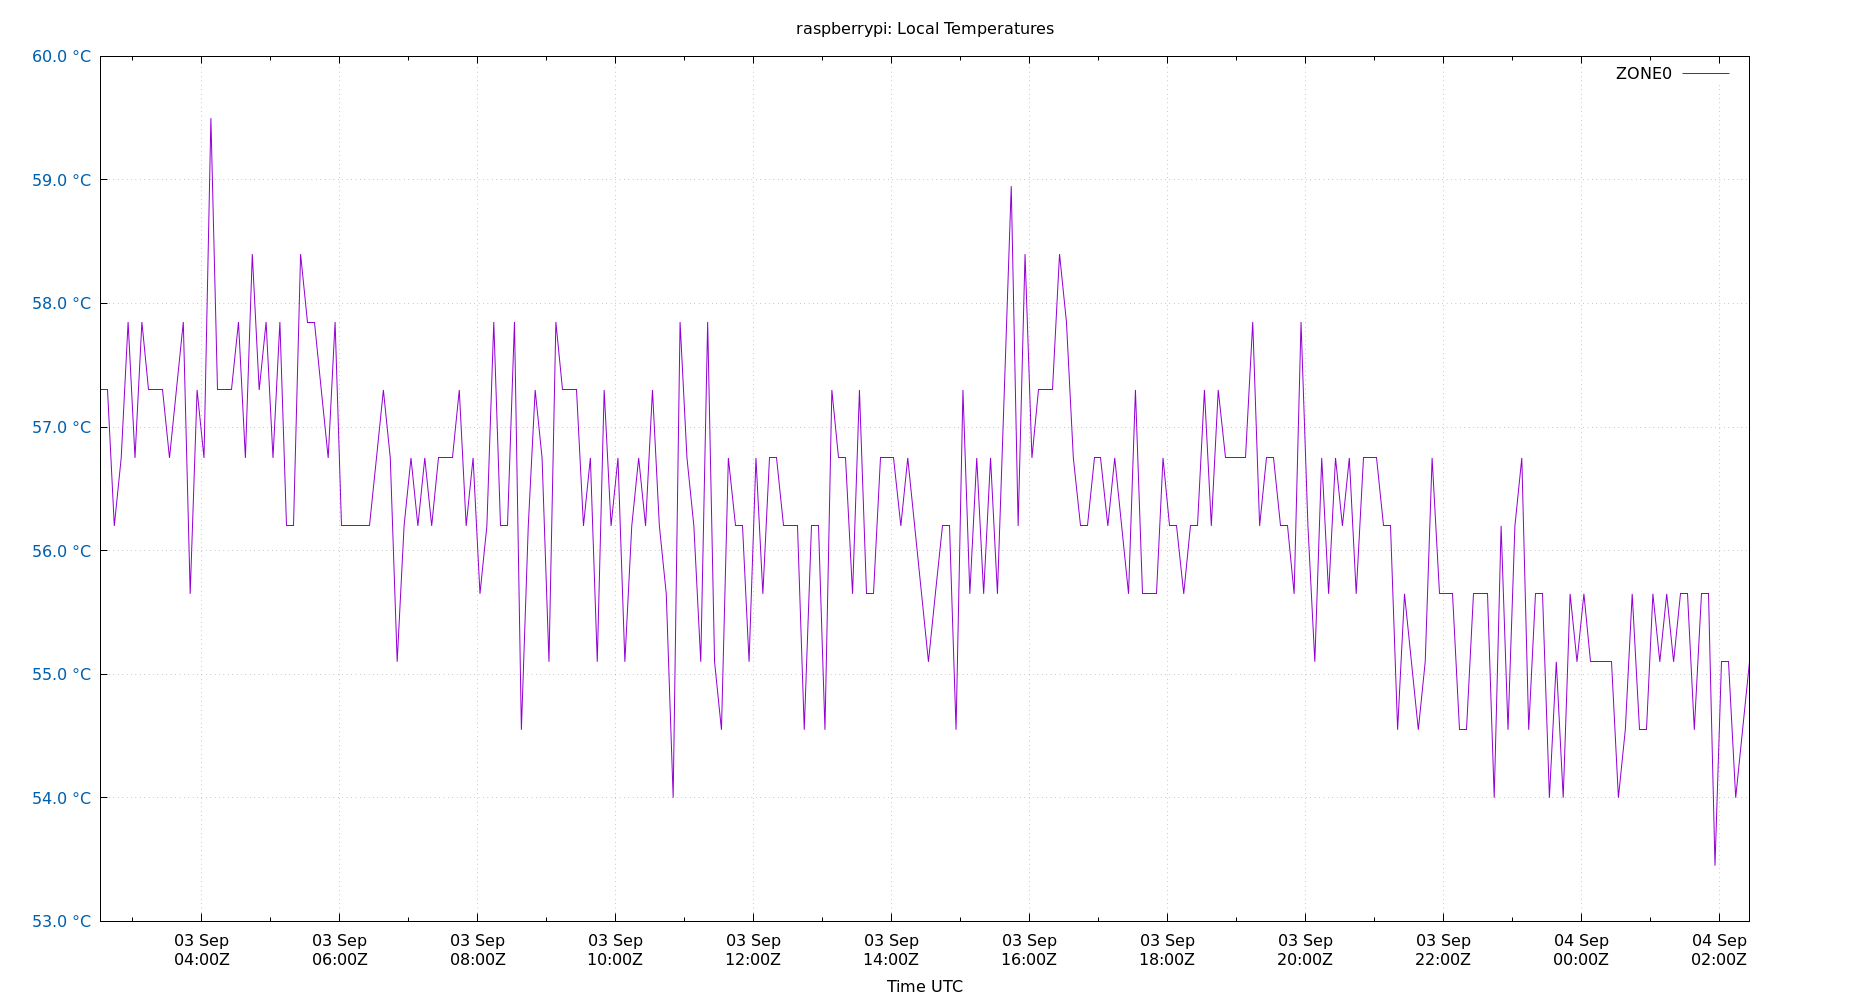 raspberrypi: Local Temperatures
60.0 °C
ZONE0
59.0 °C
58.0 °C
57.0 °C
56.0 °C
55.0 °C
54.0 °C
53.0 °C
03 Sep 03 Sep 03 Sep 03 Sep 03 Sep 03 Sep 03 Sep 03 Sep 03 Sep 03 Sep 04 Sep 04 Sep
04:00Z 06:00Z 08:00Z 10:00Z 12:00Z 14:00Z 16:00Z 18:00Z 20:00Z 22:00Z 00:00Z 02:00Z
Time UTC